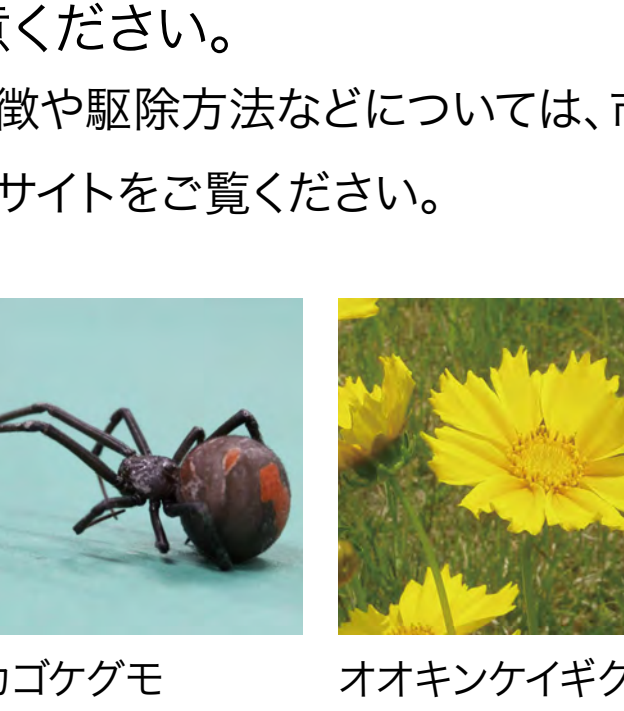 意ください。
徴や駆除方法などについては、市
サイトをご覧ください。
カゴケグモ
オオキンケイギク